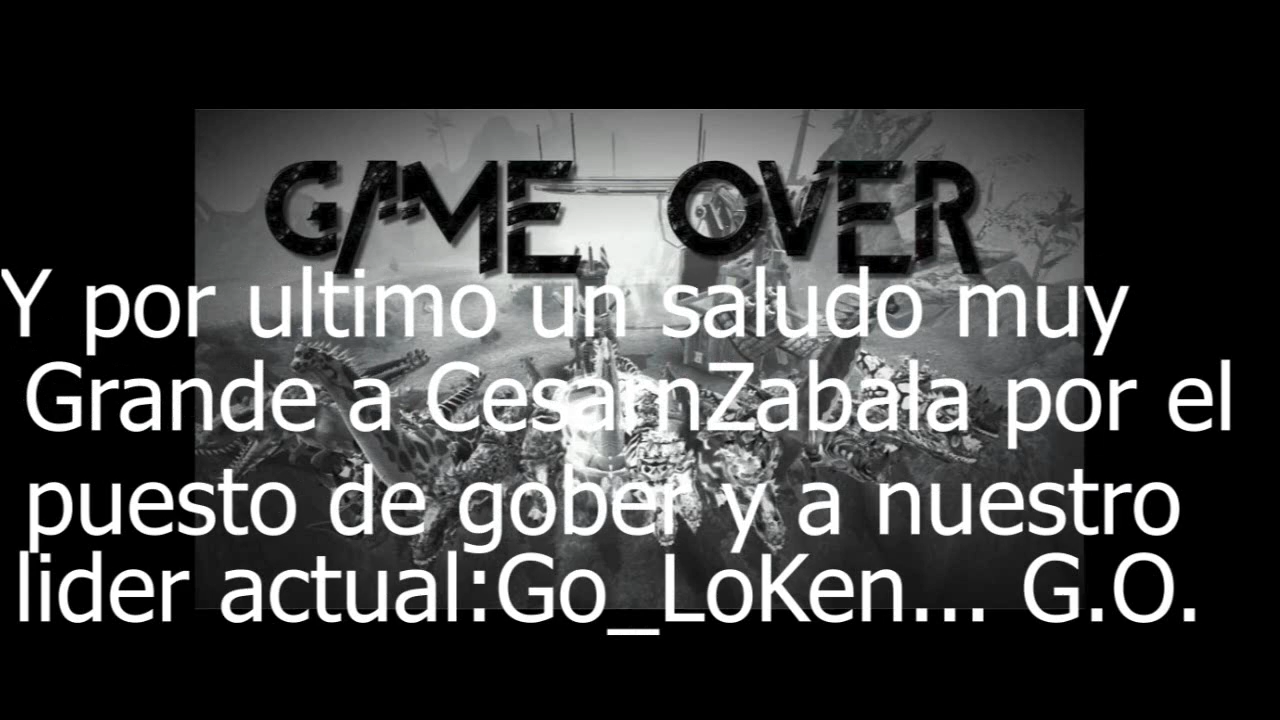 GAME OVER
Y por ultimo un saludo muy
Grande a CesarnZabala por el
puesto de gober y a nuestro
lider actual:Go_LoKen... G.O.